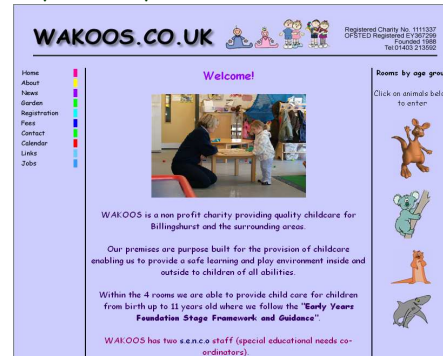 WAKOOS.CO.UK
Registered Charity No. 1111337
OFSTED Registered EY367299
Founded 1988
Tel:01403 213592
Home
About
News
Garden
Registration
Fees
Contact
Calendar
Links
Jobs
Welcome!
WAKOOS is a non profit charity providing quality childcare for
Billingshurst and the surrounding areas.
Our premises are purpose built for the provision of childcare
enabling us to provide a safe learning and play environment inside and
outside to children of all abilities.
Within the 4 rooms we are able to provide child care for children
from birth up to 11 years old where we follow the "Early Years
Foundation Stage Framework and Guidance".
WAKOOS has two s.e.n.c.o staff (special educational needs co-
ordinators).
Rooms by age grou
Click on animals belo
to enter